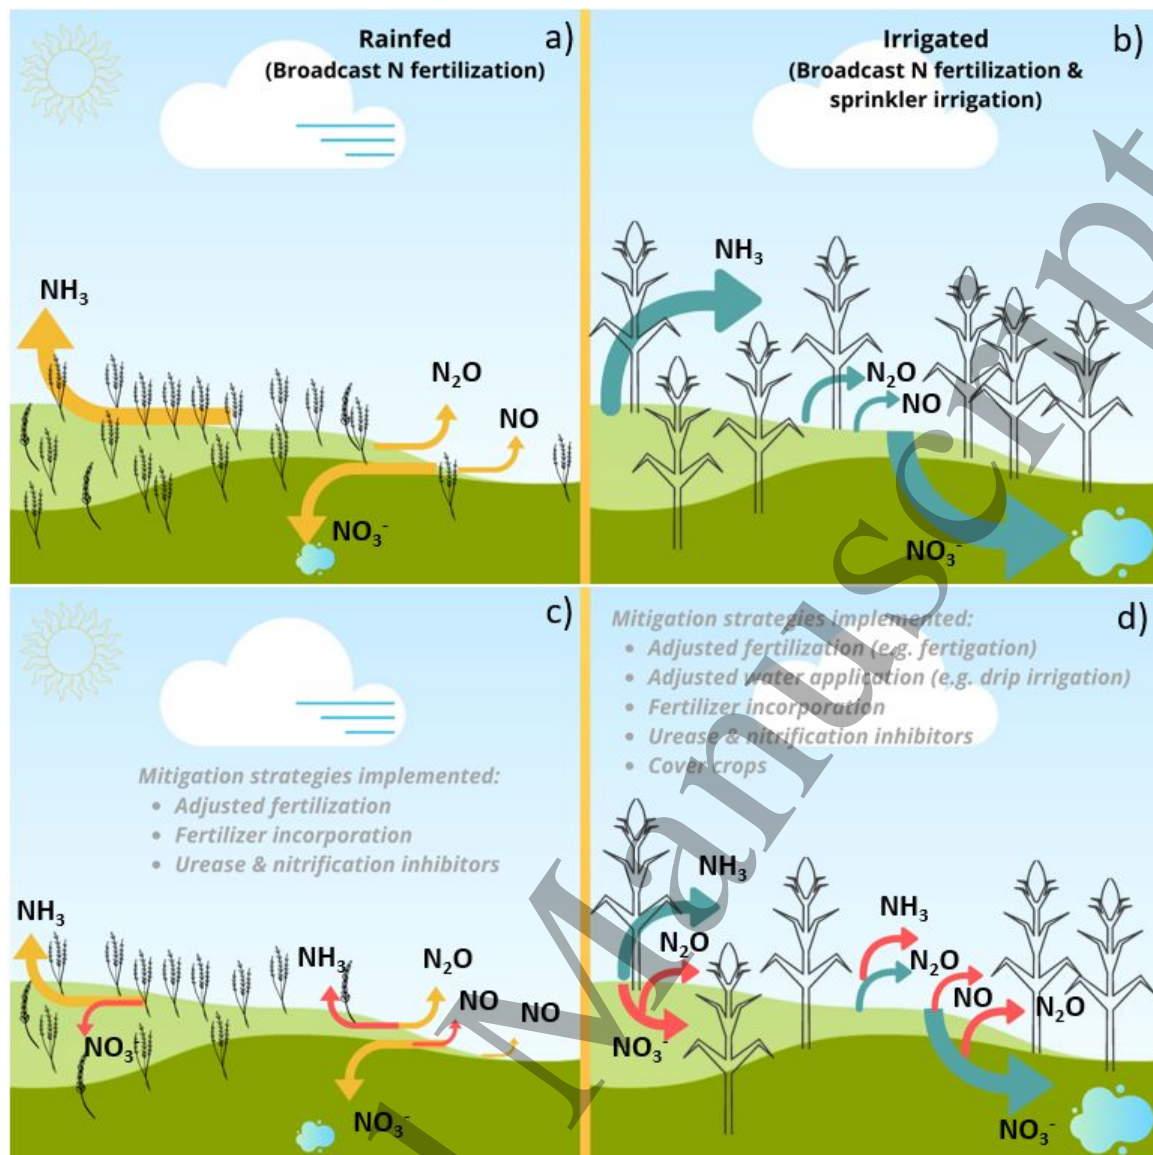 Rainfed
(Broadcast N fertilization)
a)
NH₃
N₂O
NO
NO₃⁻
Irrigated
(Broadcast N fertilization &
sprinkler irrigation)
b)
NH₃
N₂O
NO
NO₃⁻
c)
Mitigation strategies implemented:
• Adjusted fertilization
• Fertilizer incorporation
• Urease & nitrification inhibitors
NH₃
NH₃
N₂O
NO
NO
NO₃⁻
NO₃⁻
d)
Mitigation strategies implemented:
• Adjusted fertilization (e.g. fertigation)
• Adjusted water application (e.g. drip irrigation)
• Fertilizer incorporation
• Urease & nitrification inhibitors
• Cover crops
NH₃
N₂O
NO₃⁻
NH₃
N₂O
NO
N₂O
NO₃⁻
Manuscript